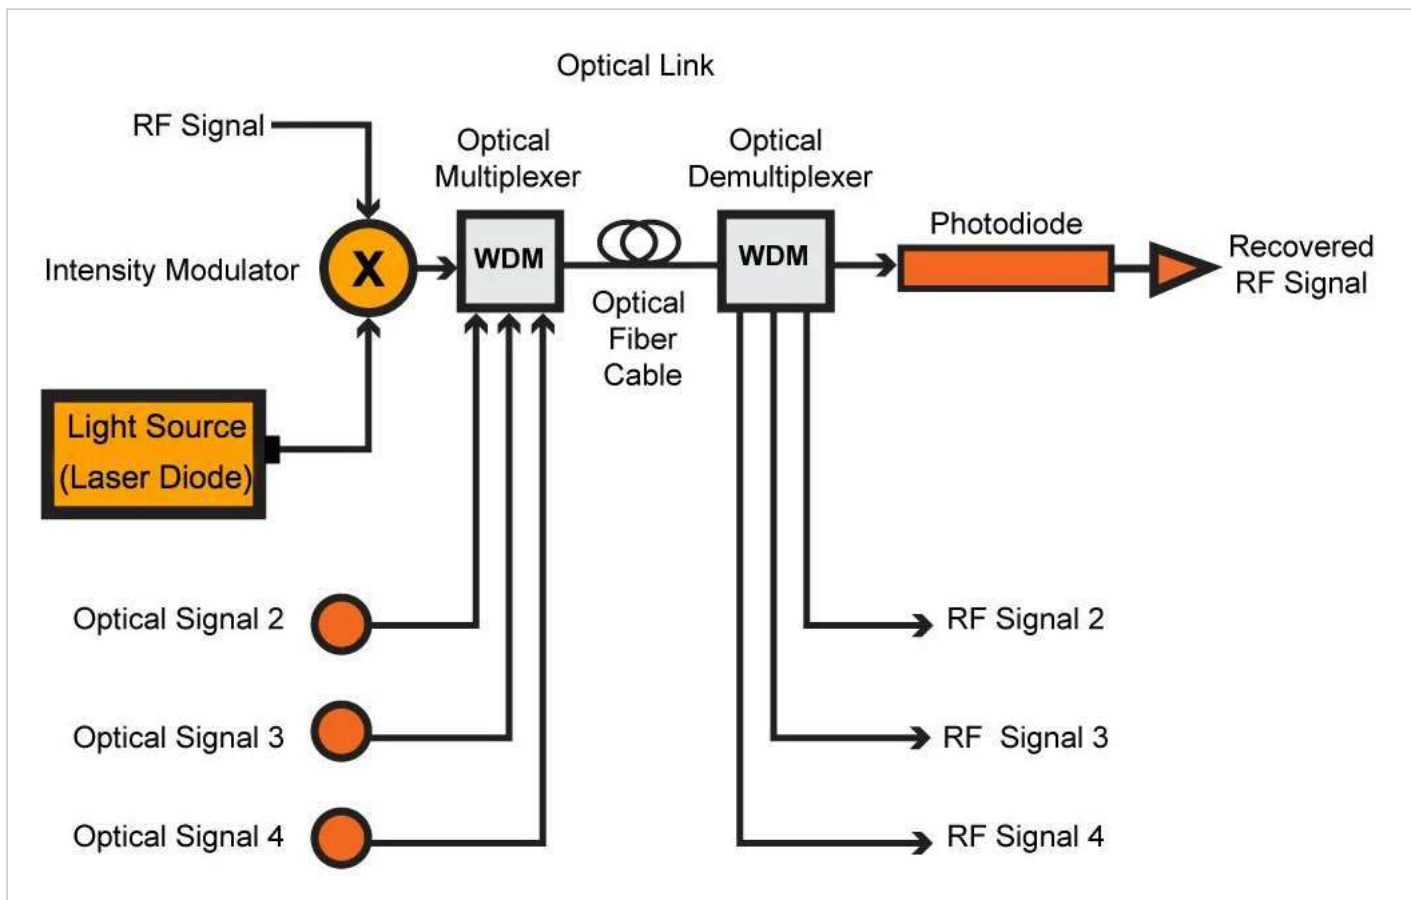 Optical Link
RF Signal
Optical
Multiplexer
Optical
Demultiplexer
Intensity Modulator
X
WDM
Optical
Fiber
Cable
WDM
Photodiode
Recovered
RF Signal
Light Source
(Laser Diode)
Optical Signal 2
RF Signal 2
Optical Signal 3
RF Signal 3
Optical Signal 4
RF Signal 4